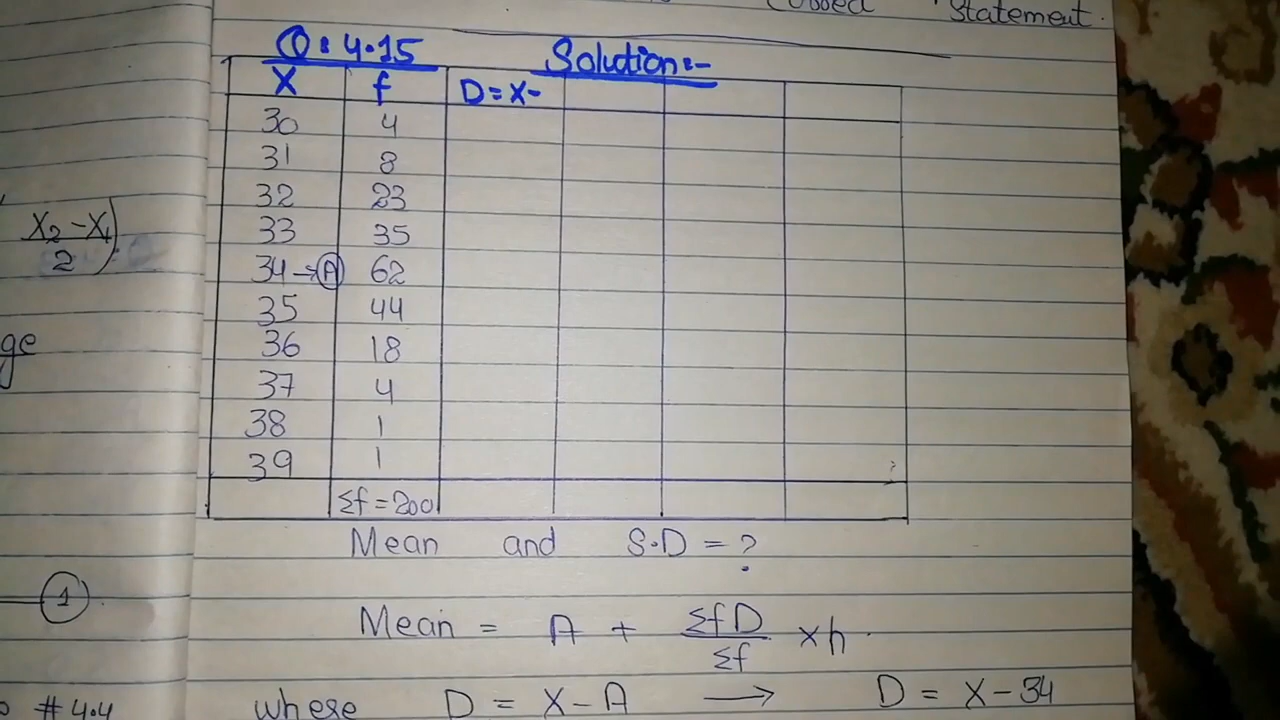 Statement.
Q: 4.15 Solution:-
X f D=X-
30 4
31 8
32 23
33 35
34→A 62
35 44
36 18
37 4
38 1
39 1
Σf=200
Mean and S.D = ?
Mean = A + ΣfD/Σf ×h.
where D = X-A → D = X-34
X₂-X₁)/2
ge
1
#4.4